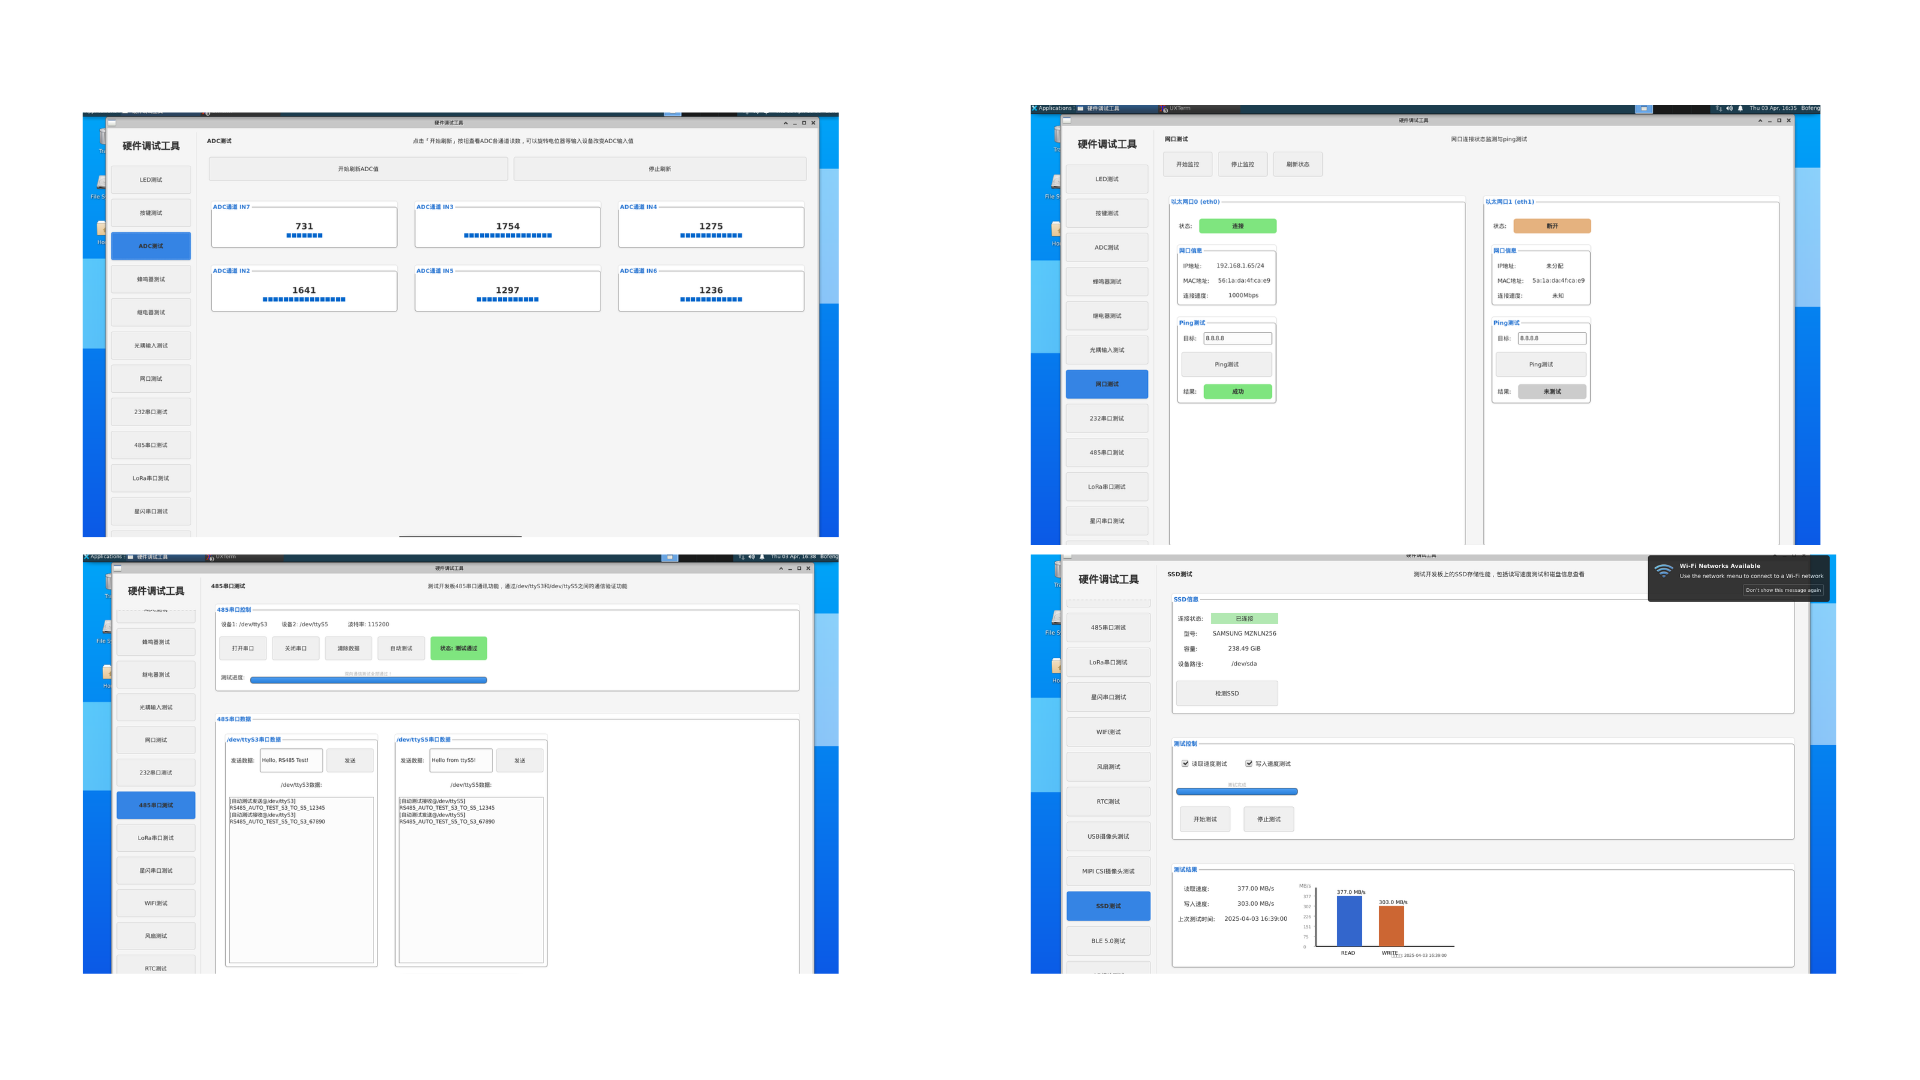 硬件调试工具
硬件调试工具
LED测试
按键测试
ADC测试
蜂鸣器测试
继电器测试
光耦输入测试
网口测试
232串口测试
485串口测试
LoRa串口测试
星闪串口测试
ADC测试
点击「开始刷新」按钮查看ADC各通道读数，可以旋转电位器等输入设备改变ADC输入值
开始刷新ADC值
停止刷新
ADC通道 IN7
731
ADC通道 IN3
1754
ADC通道 IN4
1275
ADC通道 IN2
1641
ADC通道 IN5
1297
ADC通道 IN6
1236
Applications
硬件调试工具
UXTerm
Thu 03 Apr, 16:35 Bofeng
硬件调试工具
硬件调试工具
LED测试
按键测试
ADC测试
蜂鸣器测试
继电器测试
光耦输入测试
网口测试
232串口测试
485串口测试
LoRa串口测试
星闪串口测试
网口测试
网口连接状态监测与ping测试
开始监控
停止监控
刷新状态
以太网口0 (eth0)
状态: 连接
网口信息
IP地址: 192.168.1.65/24
MAC地址: 56:1a:da:4f:ca:e9
连接速度: 1000Mbps
Ping测试
目标: 8.8.8.8
Ping测试
结果: 成功
以太网口1 (eth1)
状态: 断开
网口信息
IP地址: 未分配
MAC地址: 5a:1a:da:4f:ca:e9
连接速度: 未知
Ping测试
目标: 8.8.8.8
Ping测试
结果: 未测试
Applications
硬件调试工具
UXTerm
Thu 03 Apr, 16:38 Bofeng
硬件调试工具
硬件调试工具
蜂鸣器测试
继电器测试
光耦输入测试
网口测试
232串口测试
485串口测试
LoRa串口测试
星闪串口测试
WIFI测试
风扇测试
RTC测试
485串口测试
测试开发板485串口通讯功能，通过/dev/ttyS3和/dev/ttyS5之间的通信验证功能
485串口控制
设备1: /dev/ttyS3 设备2: /dev/ttyS5 波特率: 115200
打开串口
关闭串口
清除数据
自动测试
状态: 测试通过
测试进度:
485串口数据
/dev/ttyS3串口数据
发送数据: Hello, RS485 Test! 发送
/dev/ttyS3数据:
[自动测试发送@/dev/ttyS3]
RS485_AUTO_TEST_S3_TO_S5_12345
[自动测试接收@/dev/ttyS3]
RS485_AUTO_TEST_S5_TO_S3_67890
/dev/ttyS5串口数据
发送数据: Hello from ttyS5! 发送
/dev/ttyS5数据:
[自动测试接收@/dev/ttyS5]
RS485_AUTO_TEST_S3_TO_S5_12345
[自动测试发送@/dev/ttyS5]
RS485_AUTO_TEST_S5_TO_S3_67890
硬件调试工具
硬件调试工具
485串口测试
LoRa串口测试
星闪串口测试
WIFI测试
风扇测试
RTC测试
USB摄像头测试
MIPI CSI摄像头测试
SSD测试
BLE 5.0测试
SSD测试
测试开发板上的SSD存储性能，包括读写速度测试和磁盘信息查看
Wi-Fi Networks Available
Use the network menu to connect to a Wi-Fi network
Don't show this message again
SSD信息
连接状态: 已连接
型号: SAMSUNG MZNLN256
容量: 238.49 GiB
设备路径: /dev/sda
检测SSD
测试控制
读取速度测试
写入速度测试
测试完成
开始测试
停止测试
测试结果
读取速度: 377.00 MB/s
写入速度: 303.00 MB/s
上次测试时间: 2025-04-03 16:39:00
MB/s
377
302
226
151
75
0
377.0 MB/s
303.0 MB/s
READ
WRITE
2025-04-03 16:39:00